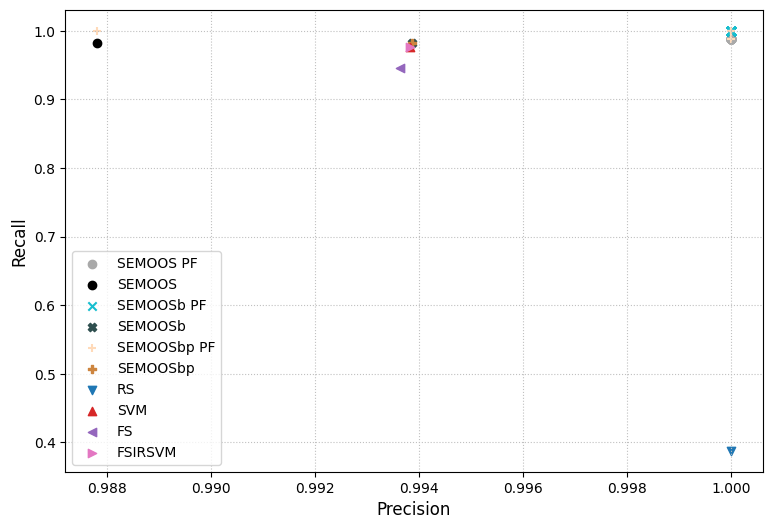 1.0
0.9
0.8
0.7
0.6
0.5
0.4
Recall
SEMOOS PF
SEMOOS
SEMOOSb PF
SEMOOSb
SEMOOSbp PF
SEMOOSbp
RS
SVM
FS
FSIRSVM
0.988 0.990 0.992 0.994 0.996 0.998 1.000
Precision